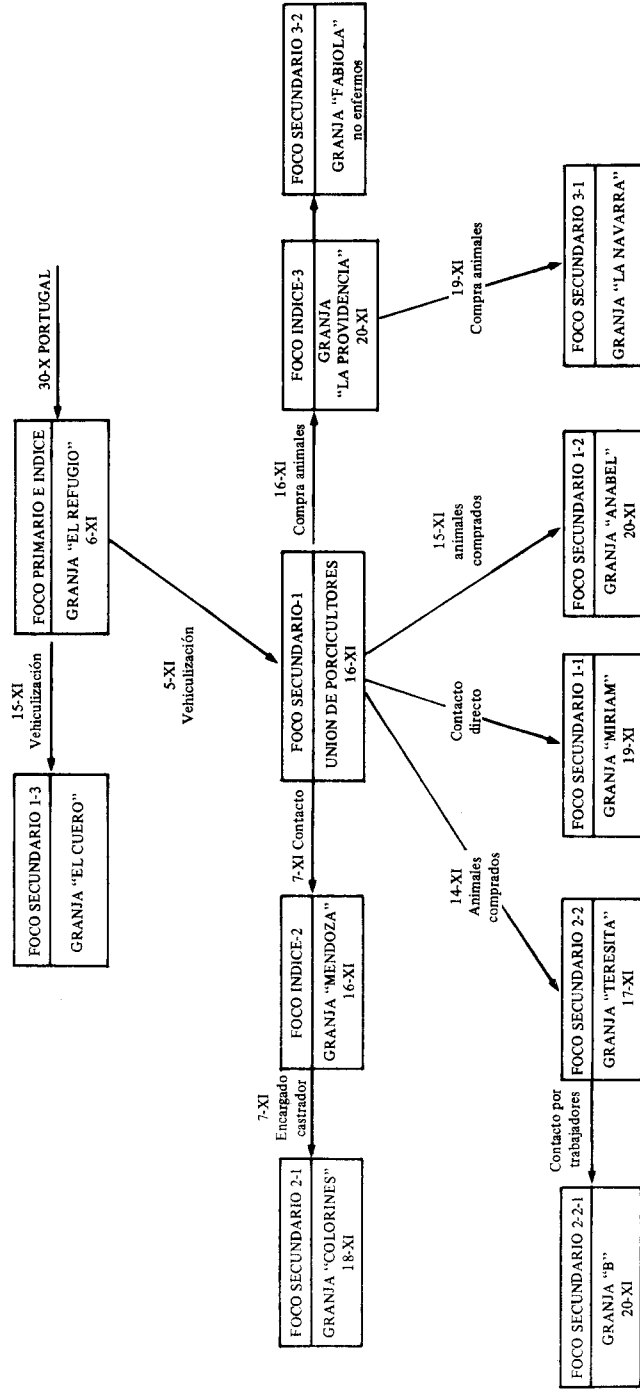 30-X PORTUGAL
FOCO PRIMARIO E INDICE
GRANJA "EL REFUGIO"
6-XI
15-XI
Vehiculización
FOCO SECUNDARIO 1-3
GRANJA "EL CUERO"
5-XI
Vehiculización
FOCO SECUNDARIO 3-2
GRANJA "FABIOLA"
no enfermos
FOCO INDICE-3
GRANJA
"LA PROVIDENCIA"
20-XI
16-XI
Compra animales
FOCO SECUNDARIO-1
UNION DE PORCICULTORES
16-XI
7-XI Contacto
FOCO INDICE-2
GRANJA "MENDOZA"
16-XI
7-XI
Encargado
castrador
FOCO SECUNDARIO 2-1
GRANJA "COLORINES"
18-XI
19-XI
Compra animales
15-XI
animales
comprados
Contacto
directo
14-XI
Animales
comprados
FOCO SECUNDARIO 3-1
GRANJA "LA NAVARRA"
FOCO SECUNDARIO 1-2
GRANJA "ANABEL"
20-XI
FOCO SECUNDARIO 1-1
GRANJA "MIRIAM"
19-XI
FOCO SECUNDARIO 2-2
GRANJA "TERESITA"
17-XI
Contacto por
trabajadores
FOCO SECUNDARIO 2-2-1
GRANJA "B"
20-XI